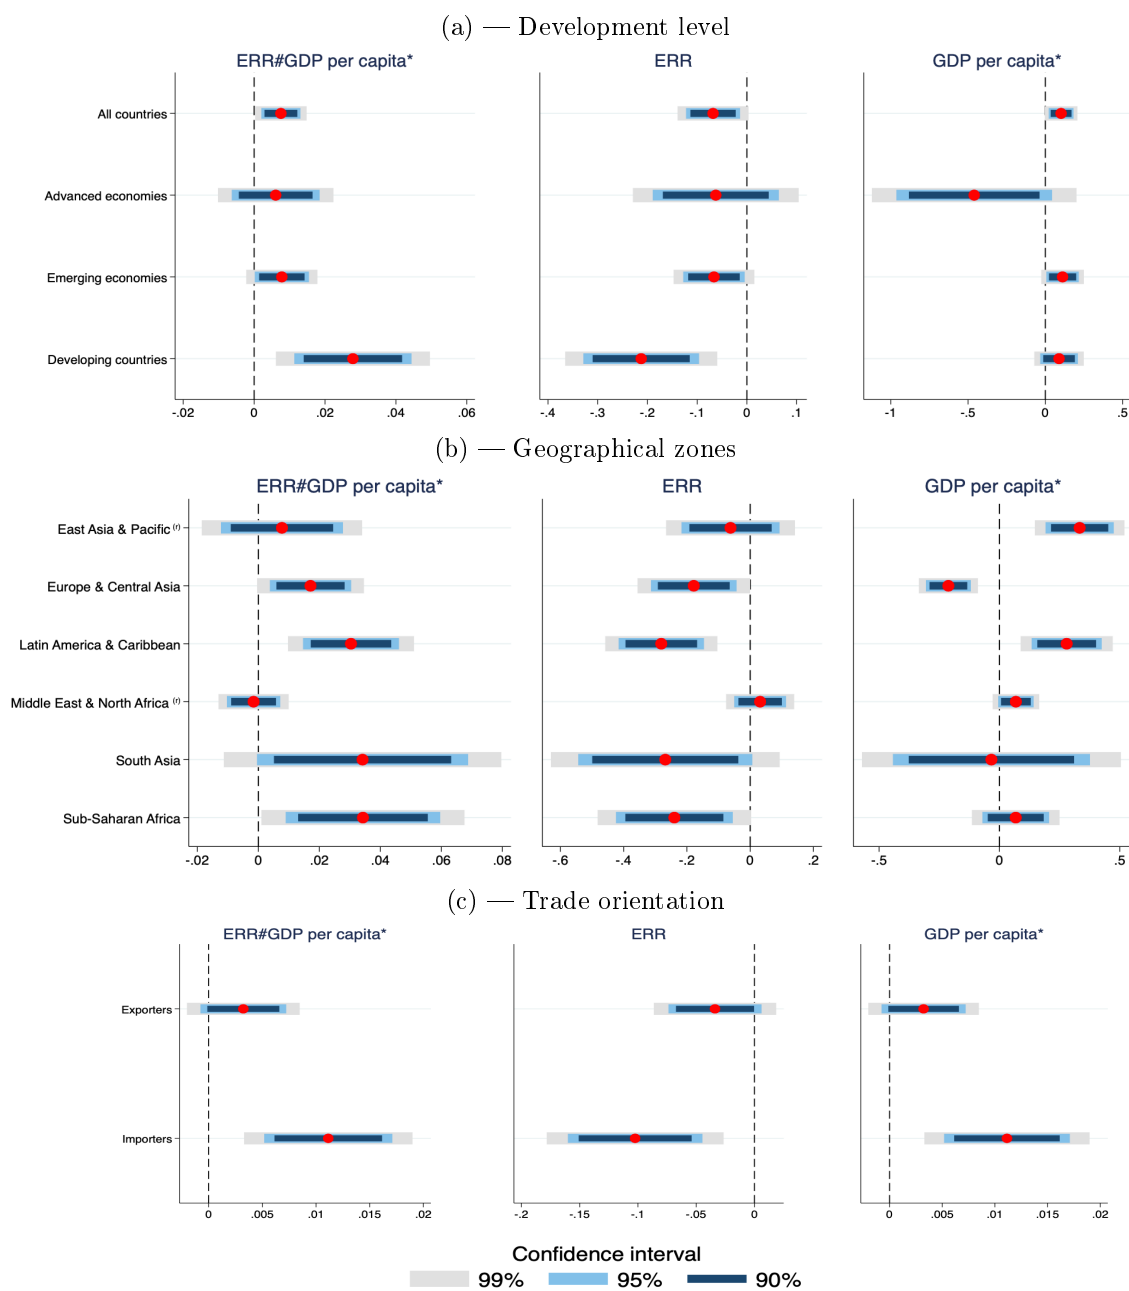 (a) — Development level
ERR#GDP per capita* ERR GDP per capita*
All countries
Advanced economies
Emerging economies
Developing countries
-.02 0 .02 .04 .06 -.4 -.3 -.2 -.1 0 .1 -1 -.5 0 .5
(b) — Geographical zones
ERR#GDP per capita* ERR GDP per capita*
East Asia & Pacific (r)
Europe & Central Asia
Latin America & Caribbean
Middle East & North Africa (r)
South Asia
Sub-Saharan Africa
-.02 0 .02 .04 .06 .08 -.6 -.4 -.2 0 .2 -.5 0 .5
(c) — Trade orientation
ERR#GDP per capita* ERR GDP per capita*
Exporters
Importers
0 .005 .01 .015 .02 -.2 -.15 -.1 -.05 0 0 .005 .01 .015 .02
Confidence interval
99% 95% 90%